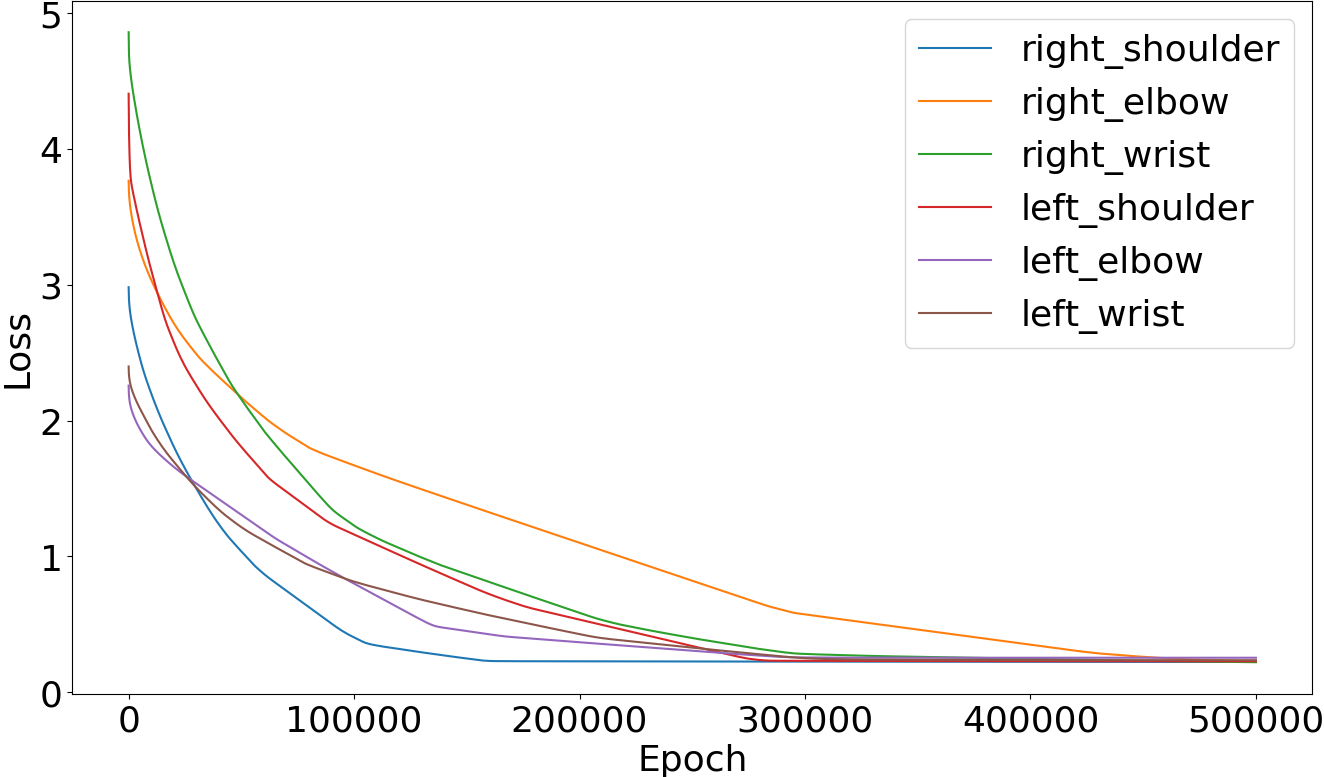 5
4
3
2
1
0
Loss
0 100000 200000 300000 400000 500000
Epoch
right_shoulder
right_elbow
right_wrist
left_shoulder
left_elbow
left_wrist